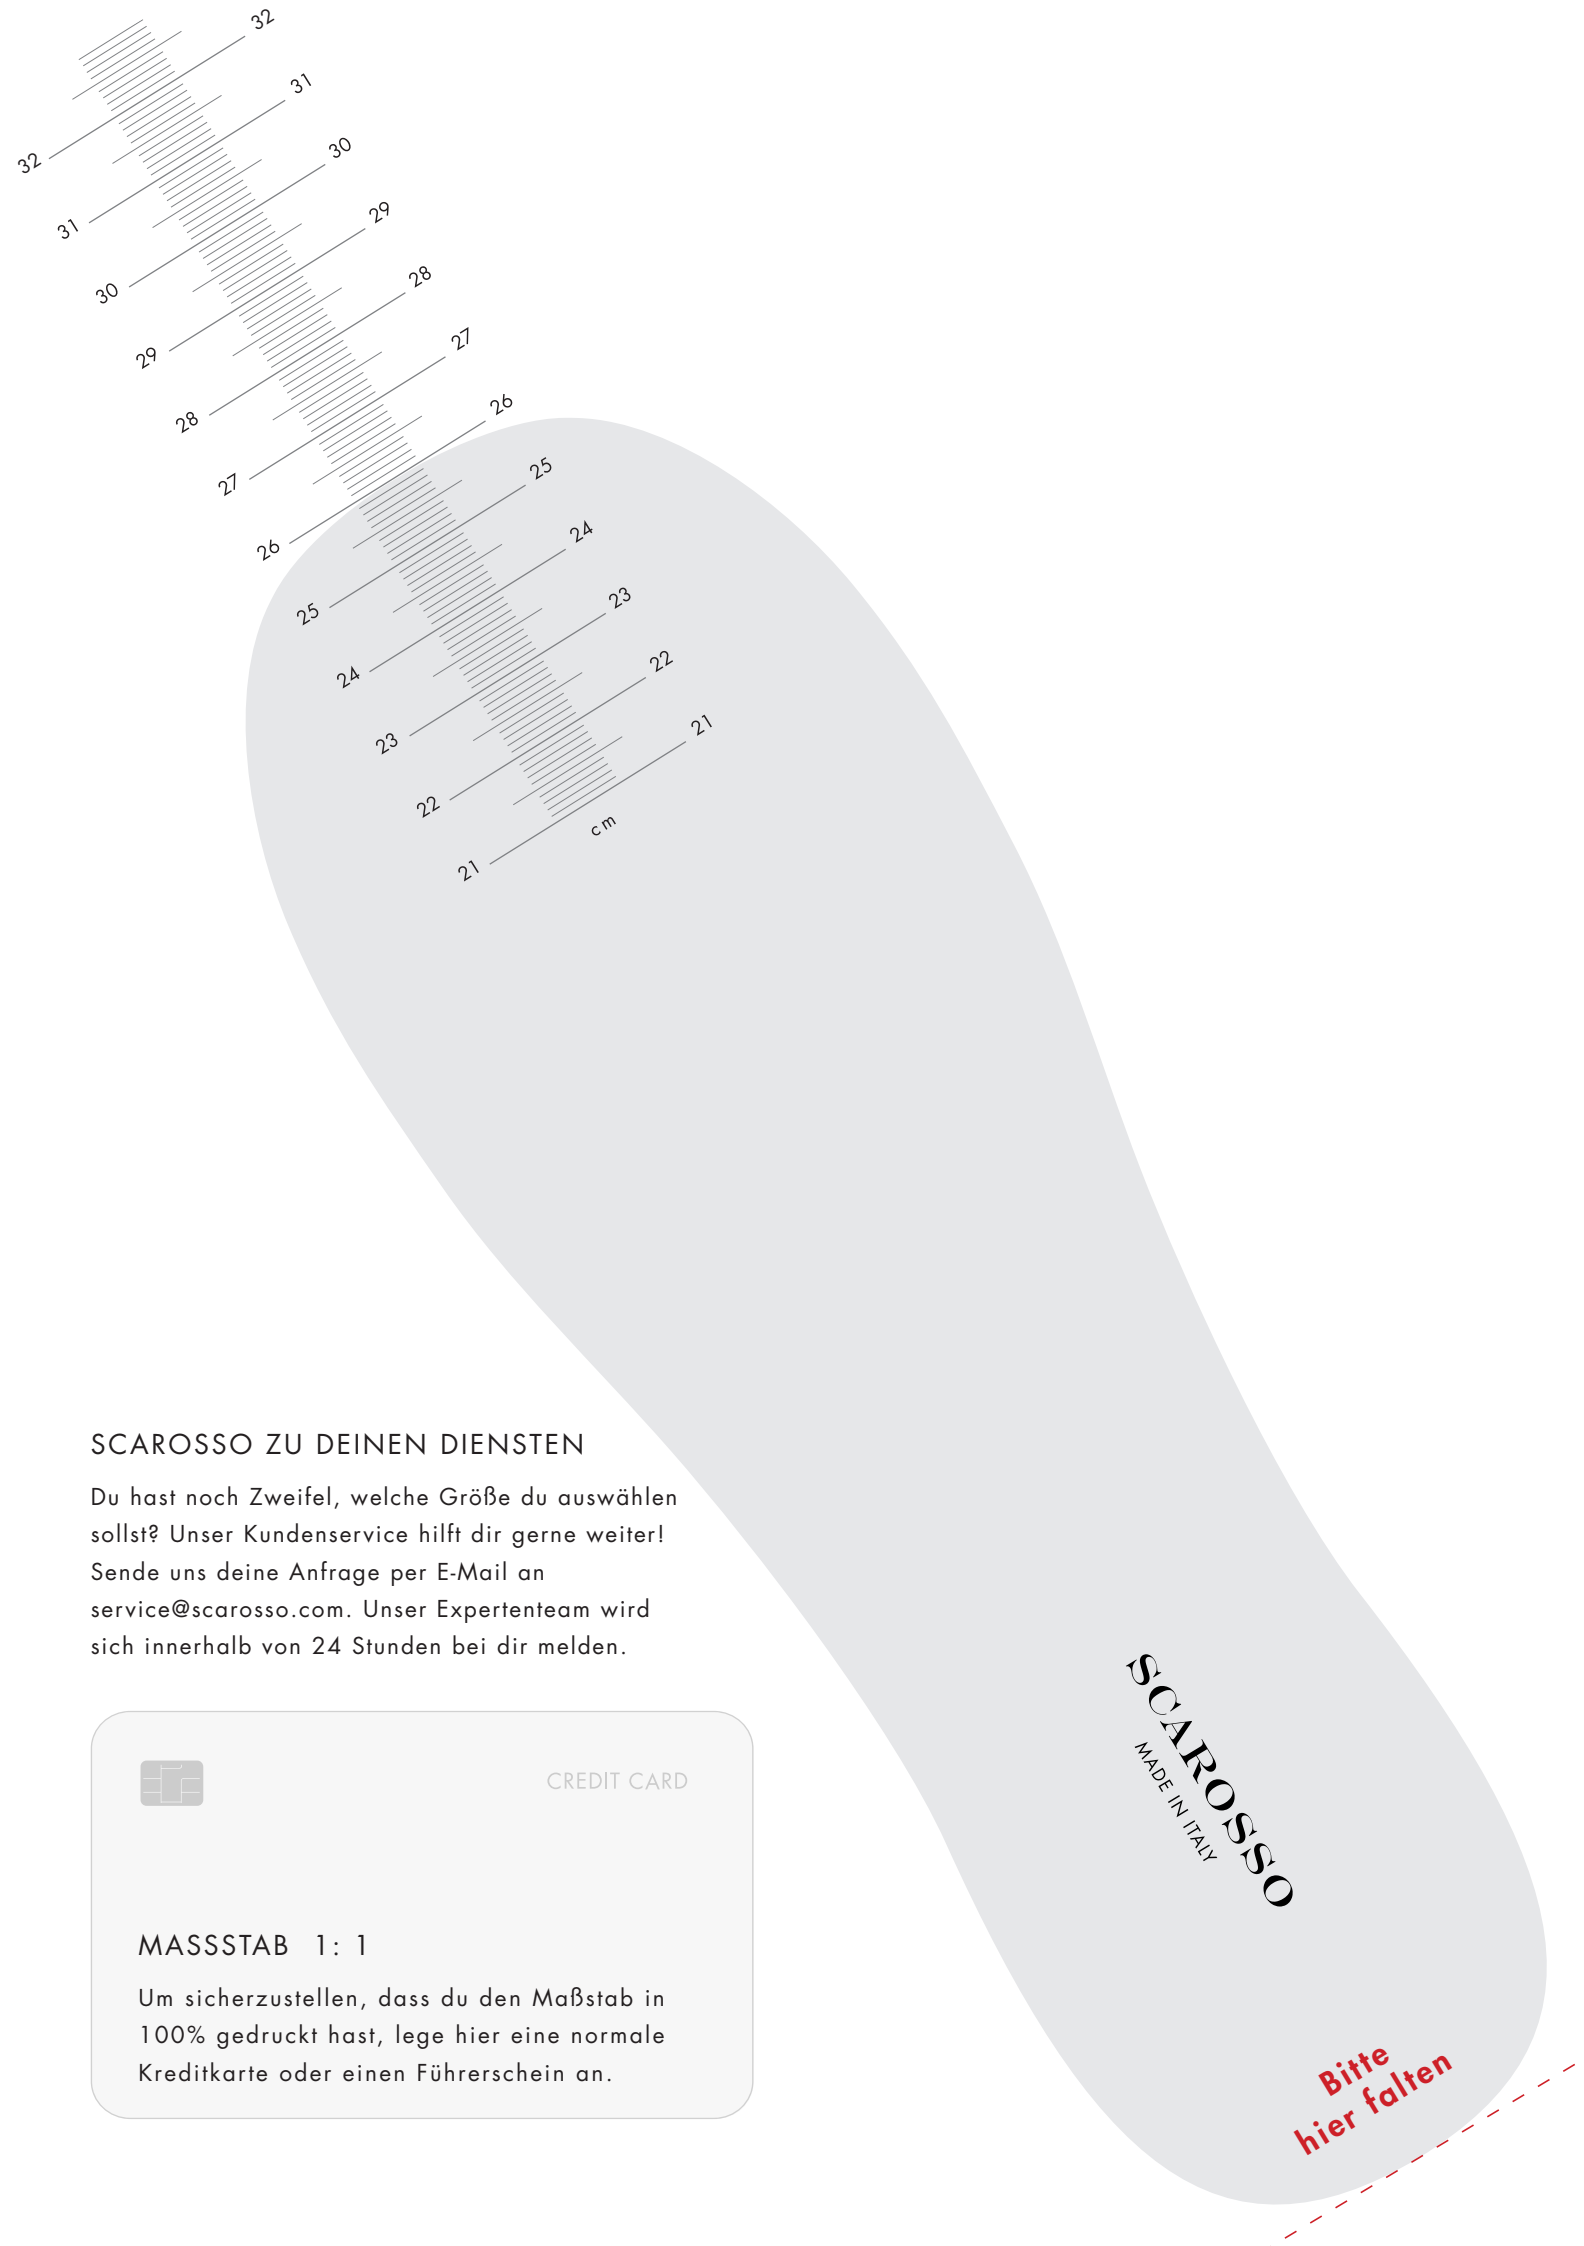 32
31
30
29
28
27
26
25
24
23
22
21
32
31
30
29
28
27
26
25
24
23
22
21
cm
SCAROSSO ZU DEINEN DIENSTEN
Du hast noch Zweifel, welche Größe du auswählen
sollst? Unser Kundenservice hilft dir gerne weiter!
Sende uns deine Anfrage per E-Mail an
service@scarosso.com. Unser Expertenteam wird
sich innerhalb von 24 Stunden bei dir melden.
CREDIT CARD
MASSSTAB 1: 1
Um sicherzustellen, dass du den Maßstab in
100% gedruckt hast, lege hier eine normale
Kreditkarte oder einen Führerschein an.
SCAROSSO
MADE IN ITALY
Bitte
hier falten